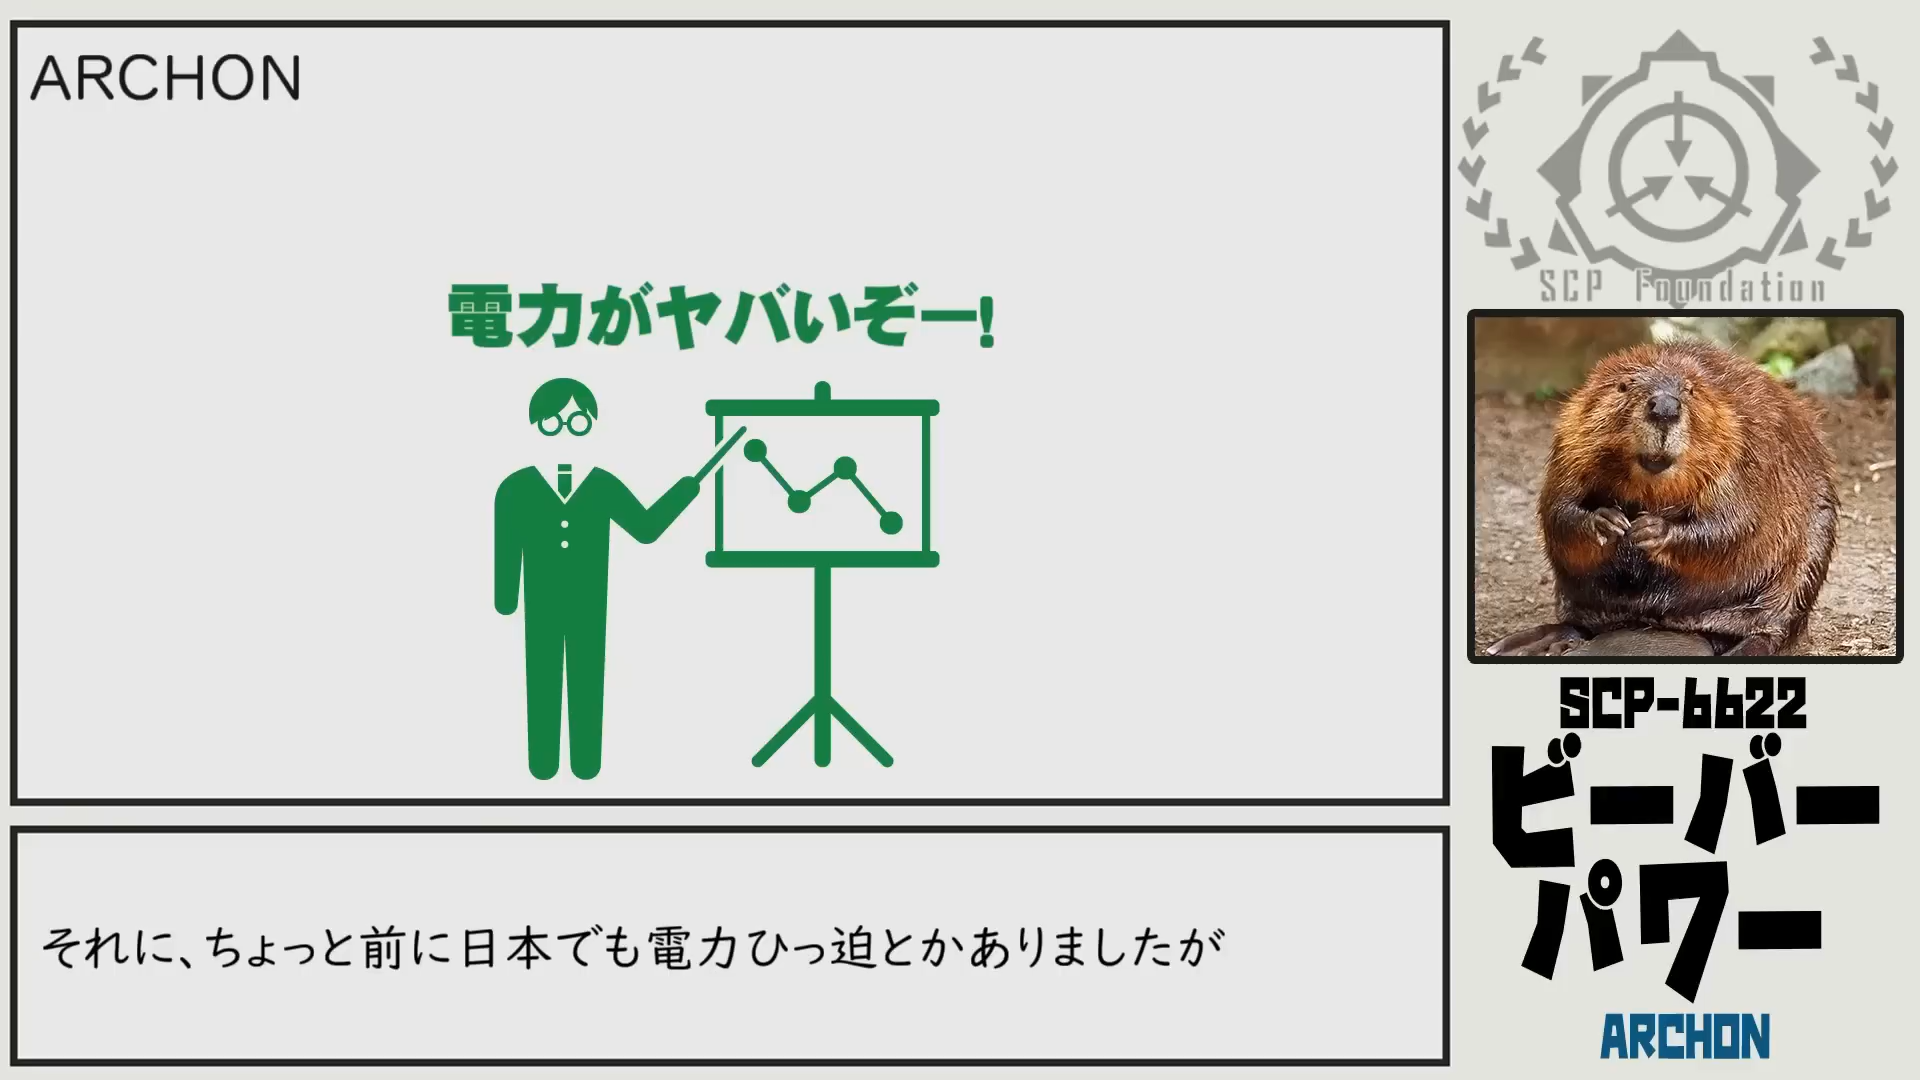 ARCHON
電力がヤバいぞー!
それに、ちょっと前に日本でも電力ひっ迫とかありましたが
SCP Foundation
SCP-6622
ビーバー
パワー
ARCHON